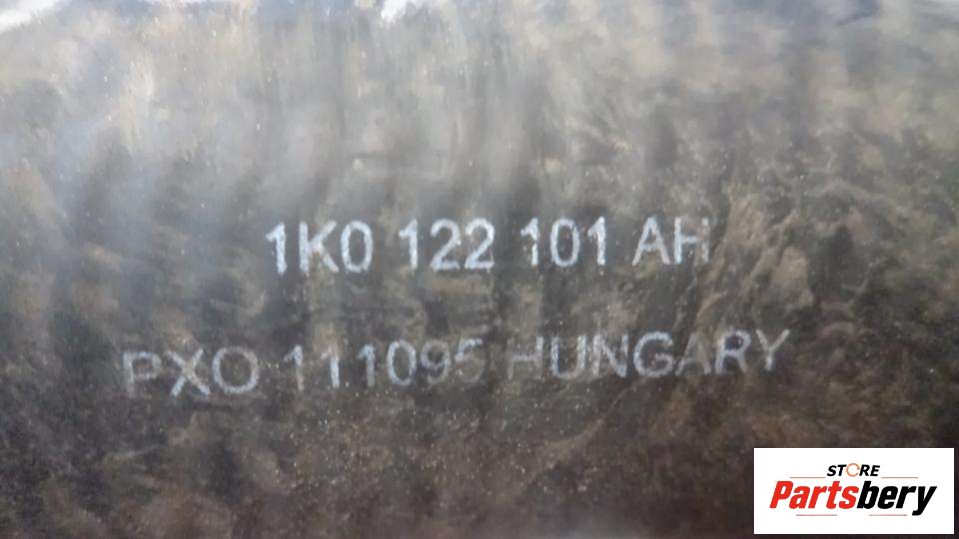 1K0 122 101 AH
PXO 111095 HUNGARY
STORE
Partsbery